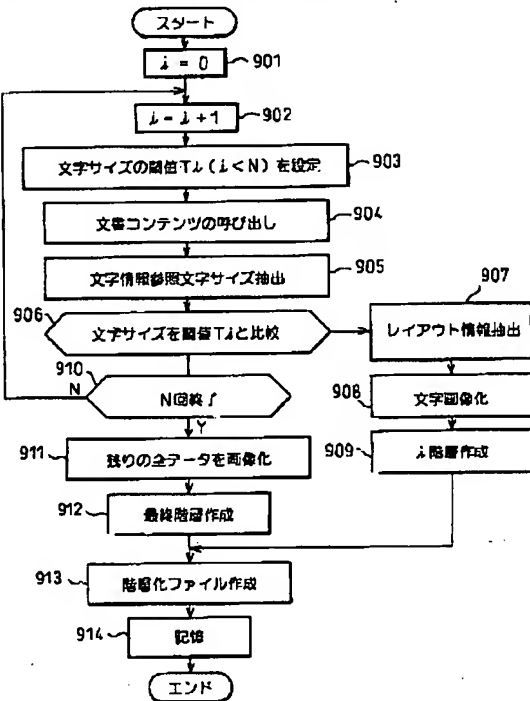 スタート
i = 0
901
i = i + 1
902
文字サイズの閾値Ti (i<N) を設定
903
文書コンテンツの呼び出し
904
文字情報参照文字サイズ抽出
905
906
文字サイズを閾値Tiと比較
907
レイアウト情報抽出
908
文字画像化
909
i階層作成
910
N
N回終了
Y
911
残りの全データを画像化
912
最終階層作成
913
階層化ファイル作成
914
記憶
エンド